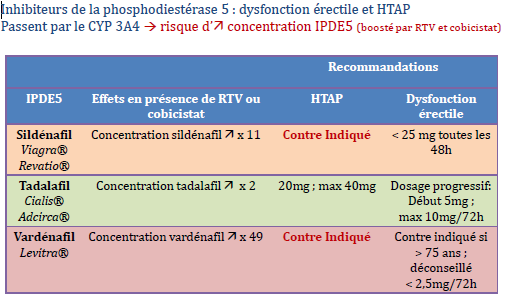 Inhibiteurs de la phosphodiestérase 5 : dysfonction érectile et HTAP
Passent par le CYP 3A4 → risque d’↗ concentration IPDE5 (boosté par RTV et cobicistat)
Recommandations
IPDE5 Effets en présence de RTV ou cobicistat HTAP Dysfonction érectile
Sildénafil Concentration sildénafil ↗ x 11 Contre Indiqué < 25 mg toutes les
Viagra® 48h
Revatio®
Tadalafil Concentration tadalafil ↗ x 2 20mg ; max 40mg Dosage progressif:
Cialis® Début 5mg ;
Adcirca® max 10mg/72h
Vardénafil Concentration vardénafil ↗ x 49 Contre Indiqué Contre indiqué si
Levitra® > 75 ans ;
déconseillé
< 2,5mg/72h